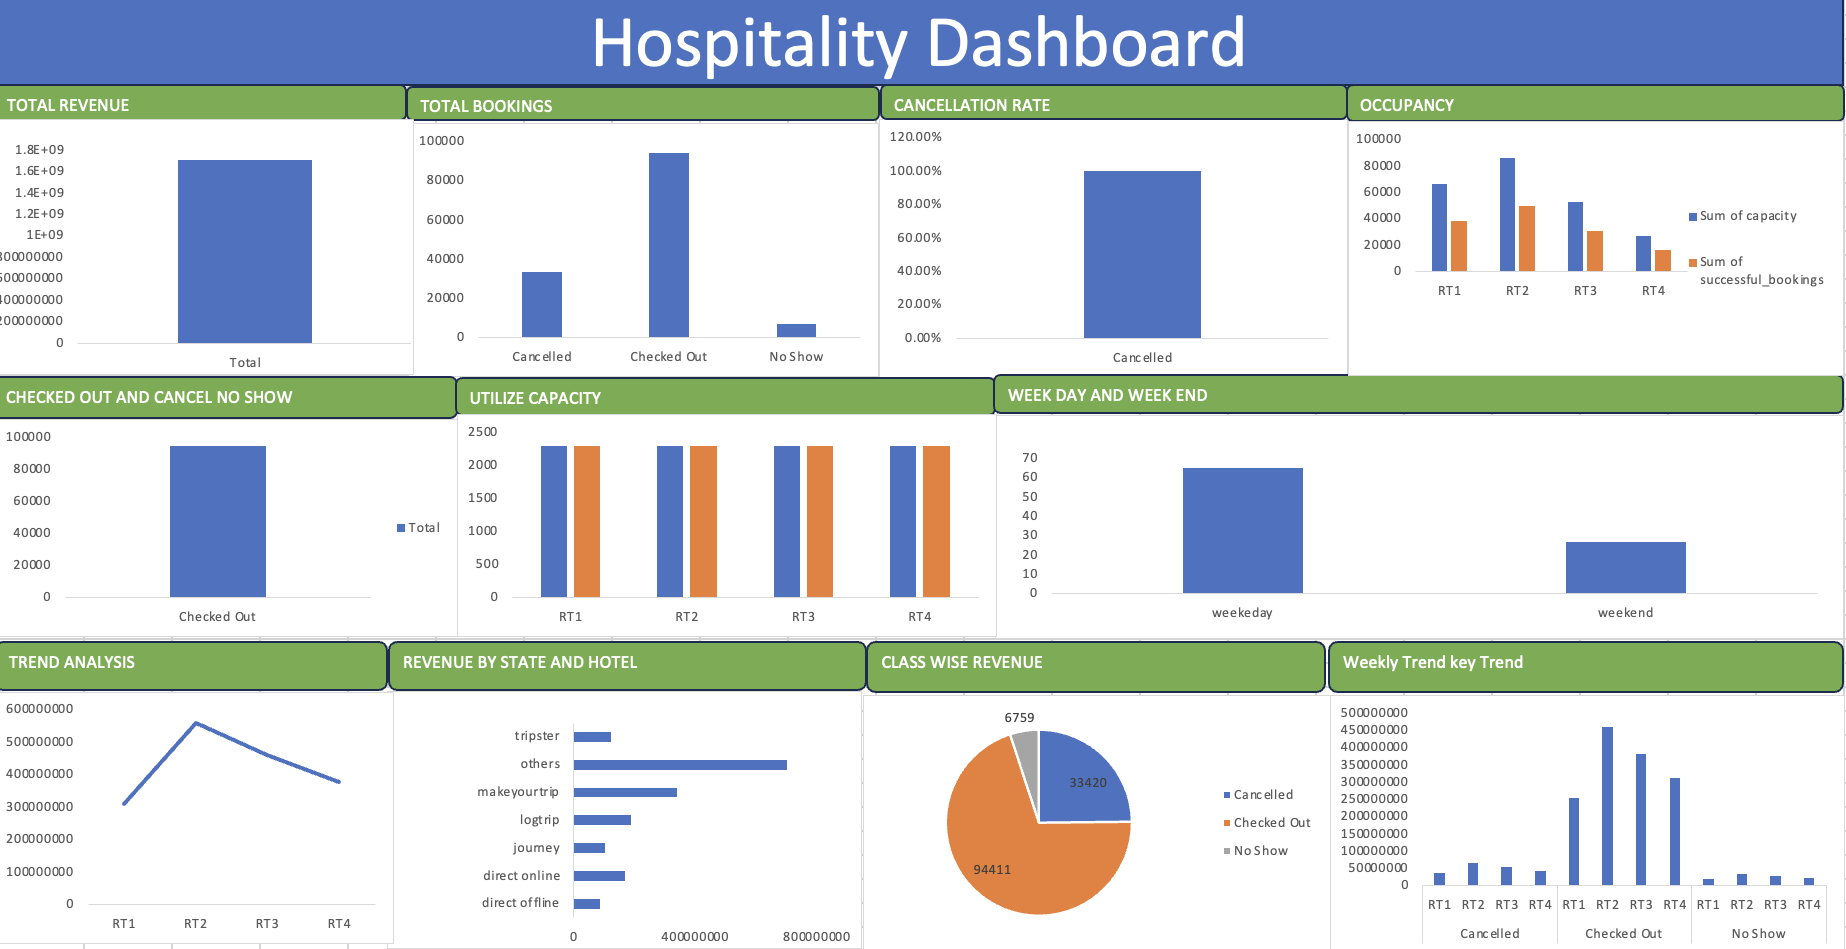 Hospitality Dashboard
TOTAL REVENUE
1.8E+09
1.6E+09
1.4E+09
1.2E+09
1E+09
800000000
600000000
400000000
200000000
0
Total
TOTAL BOOKINGS
100000
80000
60000
40000
20000
0
Cancelled Checked Out No Show
CANCELLATION RATE
120.00%
100.00%
80.00%
60.00%
40.00%
20.00%
0.00%
Cancelled
OCCUPANCY
100000
80000
60000
40000
20000
0
RT1 RT2 RT3 RT4
Sum of capacity
Sum of
successful_bookings
CHECKED OUT AND CANCEL NO SHOW
100000
80000
60000
40000
20000
0
Checked Out
Total
UTILIZE CAPACITY
2500
2000
1500
1000
500
0
RT1 RT2 RT3 RT4
WEEK DAY AND WEEK END
70
60
50
40
30
20
10
0
weekeday weekend
TREND ANALYSIS
600000000
500000000
400000000
300000000
200000000
100000000
0
RT1 RT2 RT3 RT4
REVENUE BY STATE AND HOTEL
tripster
others
makeyourtrip
logtrip
journey
direct online
direct offline
0 400000000 800000000
CLASS WISE REVENUE
6759
33420
94411
Cancelled
Checked Out
No Show
Weekly Trend key Trend
500000000
450000000
400000000
350000000
300000000
250000000
200000000
150000000
100000000
50000000
0
RT1 RT2 RT3 RT4 RT1 RT2 RT3 RT4 RT1 RT2 RT3 RT4
Cancelled Checked Out No Show